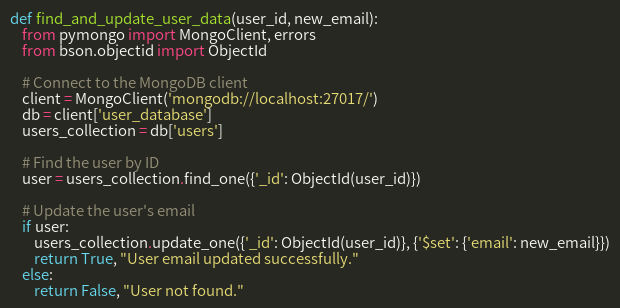 def find_and_update_user_data(user_id, new_email):
    from pymongo import MongoClient, errors
    from bson.objectid import ObjectId

    # Connect to the MongoDB client
    client = MongoClient('mongodb://localhost:27017/')
    db = client['user_database']
    users_collection = db['users']

    # Find the user by ID
    user = users_collection.find_one({'_id': ObjectId(user_id)})

    # Update the user's email
    if user:
        users_collection.update_one({'_id': ObjectId(user_id)}, {'$set': {'email': new_email}})
        return True, "User email updated successfully."
    else:
        return False, "User not found."